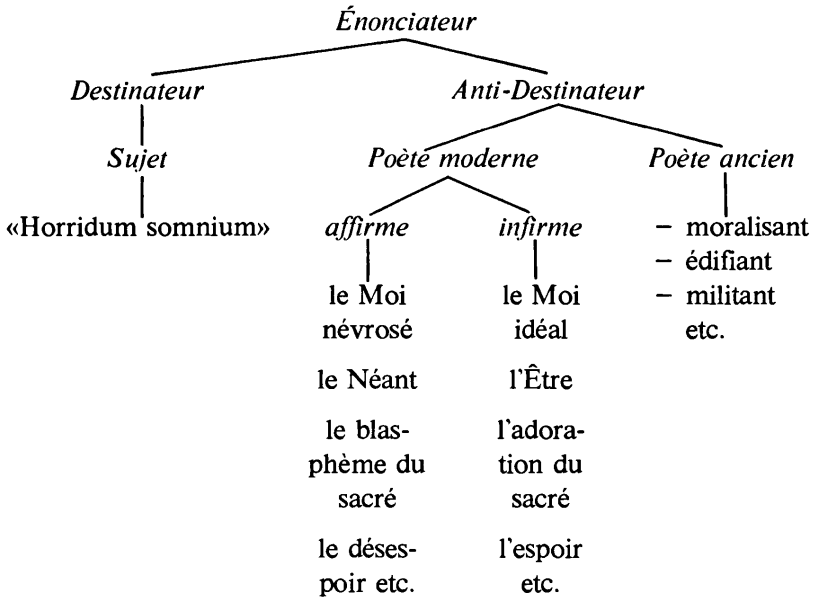 Énonciateur
Destinateur Anti-Destinateur
Sujet Poète moderne Poète ancien
«Horridum somnium» affirme infirme – moralisant
– édifiant
le Moi le Moi – militant
névrosé idéal etc.
le Néant l'Être
le blas- l'adora-
phème du tion du
sacré sacré
le déses- l'espoir
poir etc. etc.